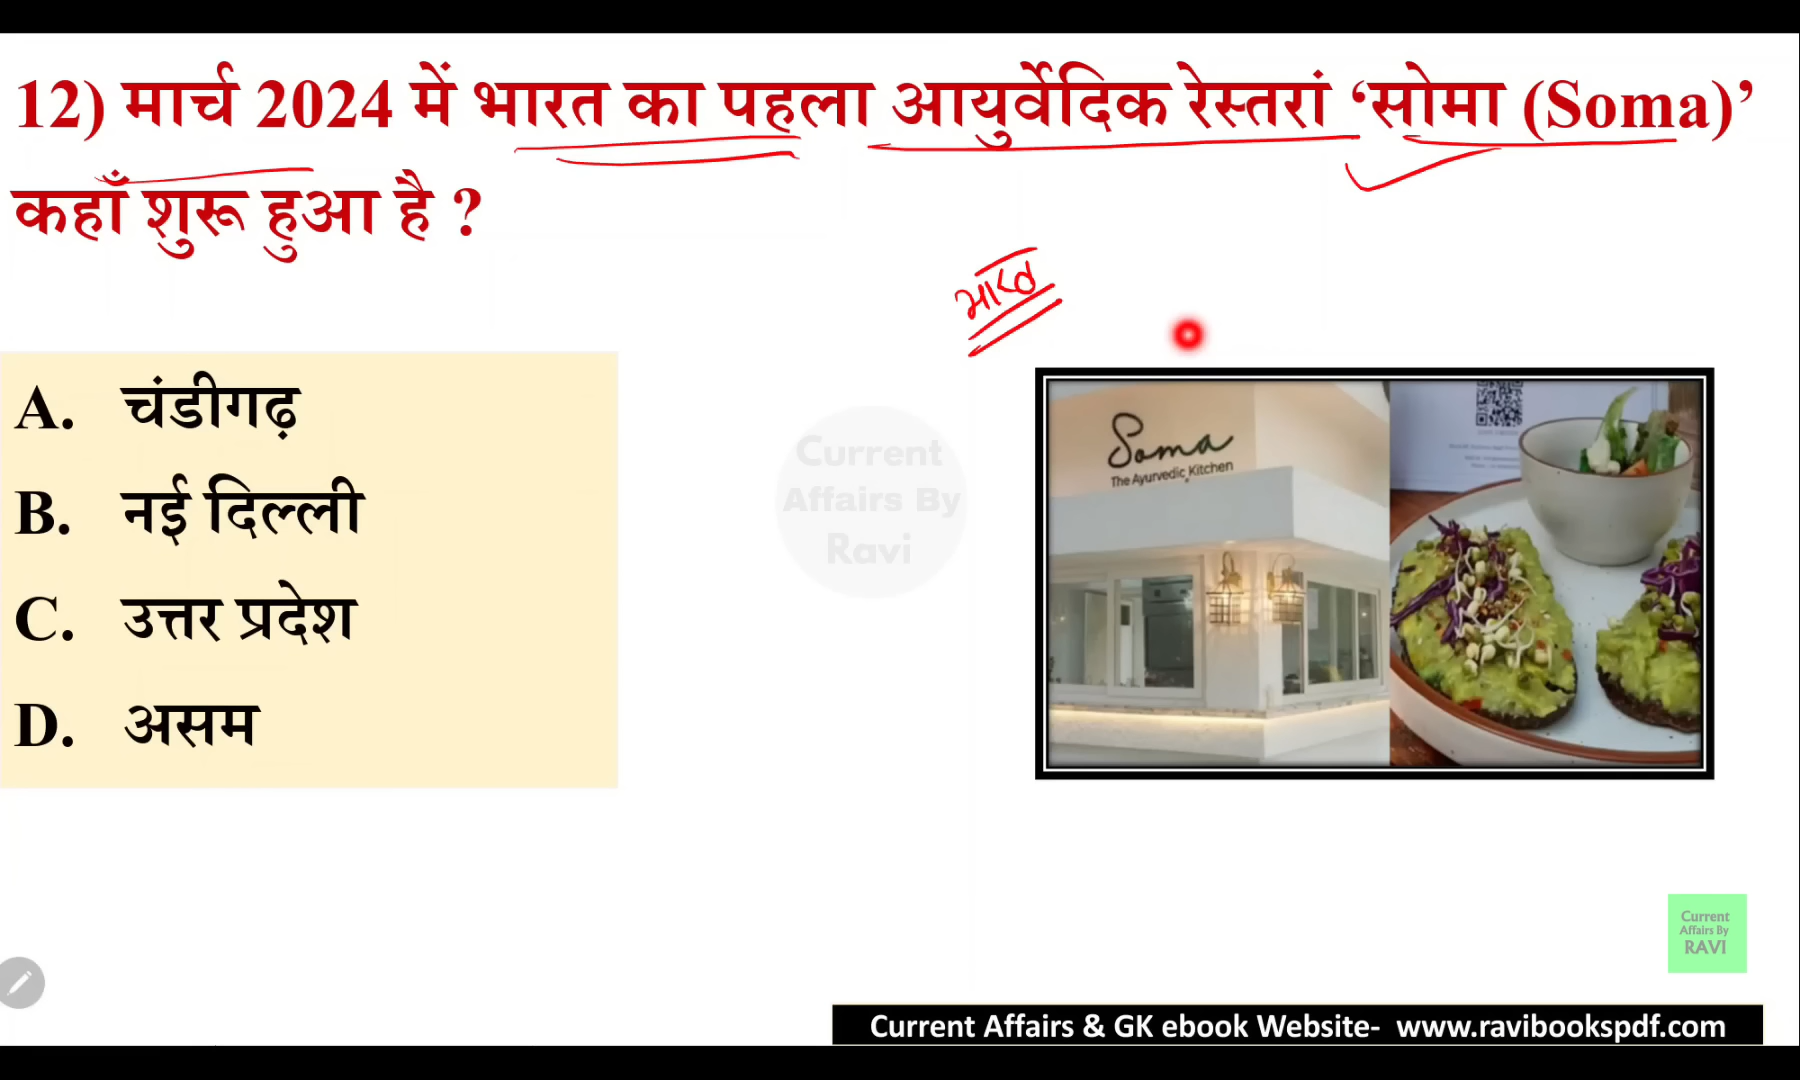 12) मार्च 2024 में भारत का पहला आयुर्वेदिक रेस्तरां ‘सोमा (Soma)’
कहाँ शुरू हुआ है ?
भारत
A. चंडीगढ़
B. नई दिल्ली
C. उत्तर प्रदेश
D. असम
Current
Affairs By
Ravi
Soma
The Ayurvedic Kitchen
Current
Affairs By
RAVI
Current Affairs & GK ebook Website- www.ravibookspdf.com